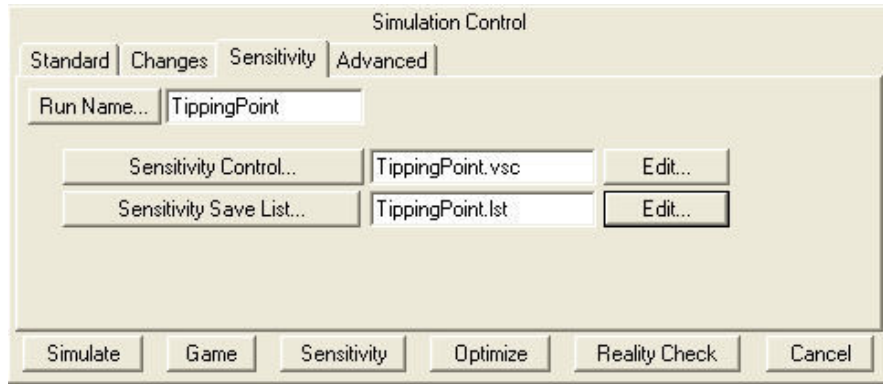 Simulation Control
Standard Changes Sensitivity Advanced
Run Name... TippingPoint
Sensitivity Control... TippingPoint.vsc Edit...
Sensitivity Save List... TippingPoint.lst Edit...
Simulate Game Sensitivity Optimize Reality Check Cancel